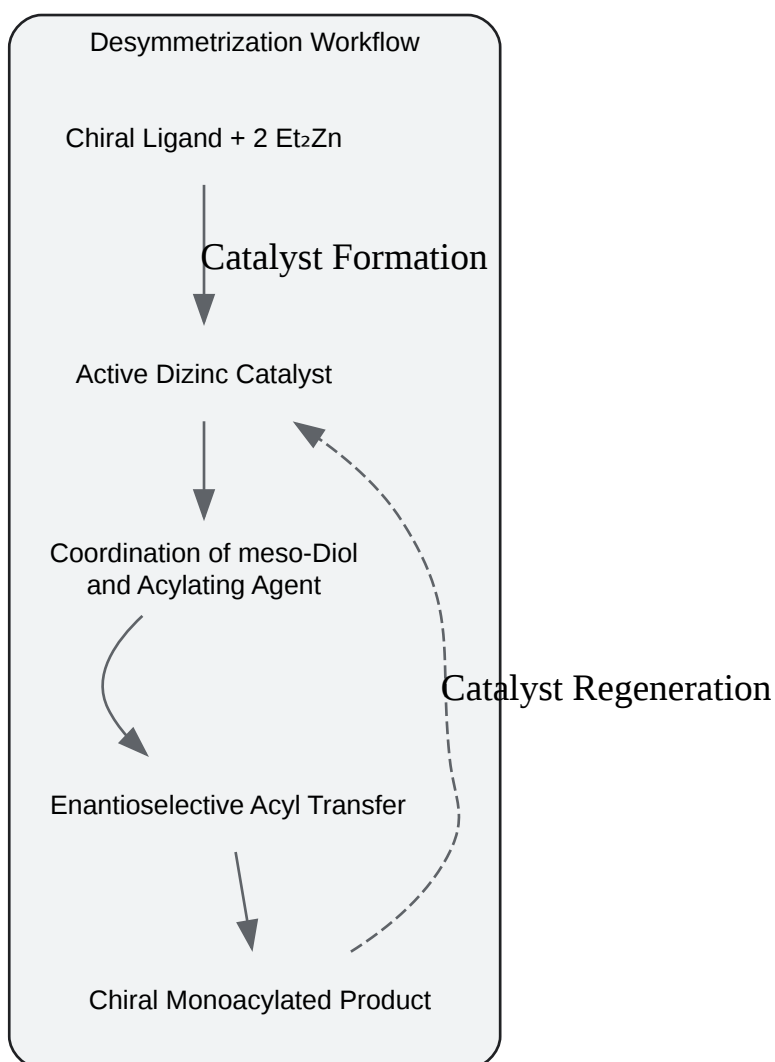 Desymmetrization Workflow
Chiral Ligand + 2 Et₂Zn
Catalyst Formation
Active Dizinc Catalyst
Coordination of meso-Diol
and Acylating Agent
Catalyst Regeneration
Enantioselective Acyl Transfer
Chiral Monoacylated Product